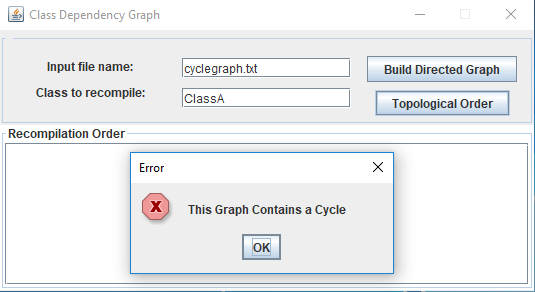 Class Dependency Graph
Input file name: cyclegraph.txt Build Directed Graph
Class to recompile: ClassA Topological Order
Recompilation Order
Error
X
This Graph Contains a Cycle
OK